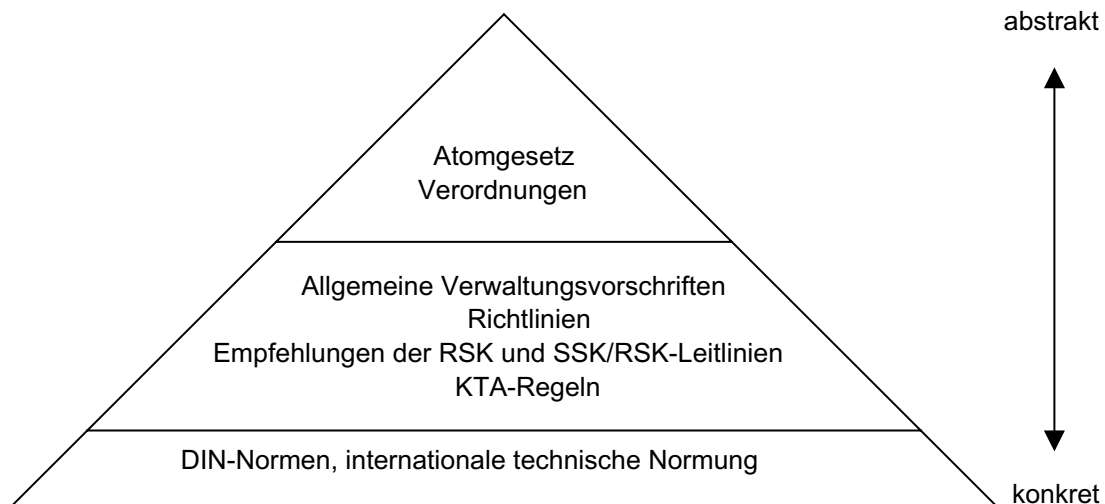 abstrakt
Atomgesetz
Verordnungen
Allgemeine Verwaltungsvorschriften
Richtlinien
Empfehlungen der RSK und SSK/RSK-Leitlinien
KTA-Regeln
DIN-Normen, internationale technische Normung
konkret